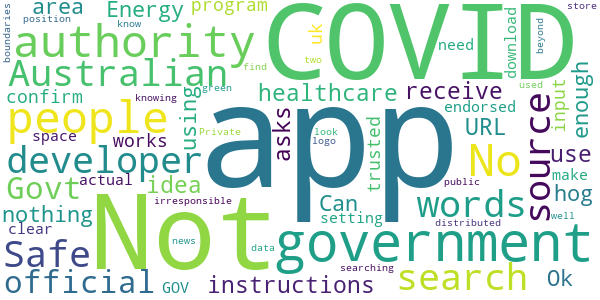 boundaries
area Energy program COVID store
position know uk beyond
authority two
Australian using find need download
confirm healthcare receive enough
people green endorsed input
space works Private asks look trusted URL used
developer app source
actual idea logo No use
Govt irresponsible Can words make
nothing Not public hog
clear knowing setting distributed well
Safe news data government
official GOV searching search Ok
instructions